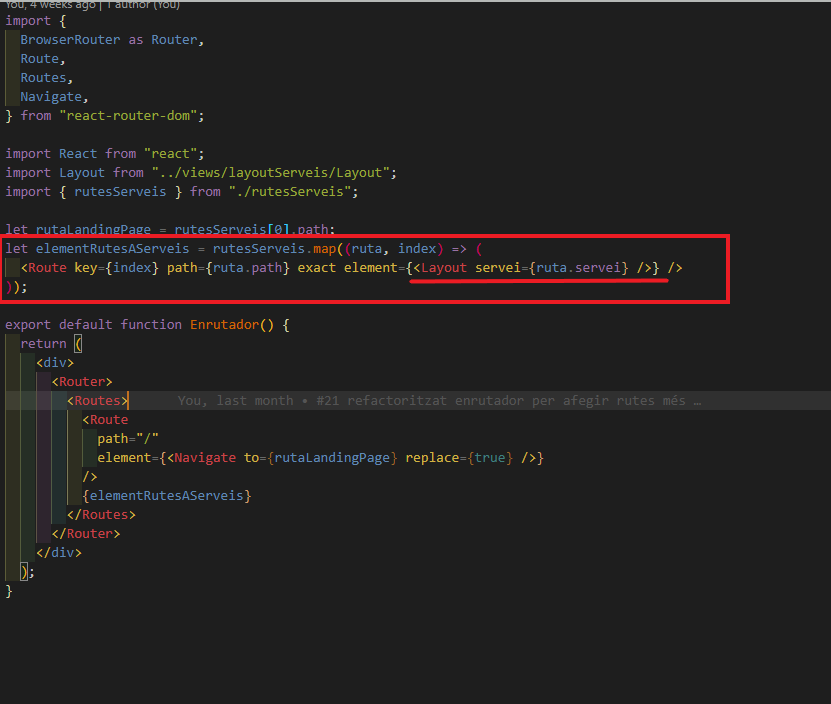 You, 4 weeks ago | 1 author (You)
import {
  BrowserRouter as Router,
  Route,
  Routes,
  Navigate,
} from "react-router-dom";
import React from "react";
import Layout from "../views/layoutServeis/Layout";
import { rutesServeis } from "./rutesServeis";
let rutaLandingPage = rutesServeis[0].path;
let elementRutesAServeis = rutesServeis.map((ruta, index) => (
  <Route key={index} path={ruta.path} exact element={<Layout servei={ruta.servei} />} />
));
export default function Enrutador() {
  return (
    <div>
      <Router>
        <Routes> You, last month • #21 refactoritzat enrutador per afegir rutes més …
          <Route
            path="/"
            element={<Navigate to={rutaLandingPage} replace={true} />}
          />
          {elementRutesAServeis}
        </Routes>
      </Router>
    </div>
  );
}